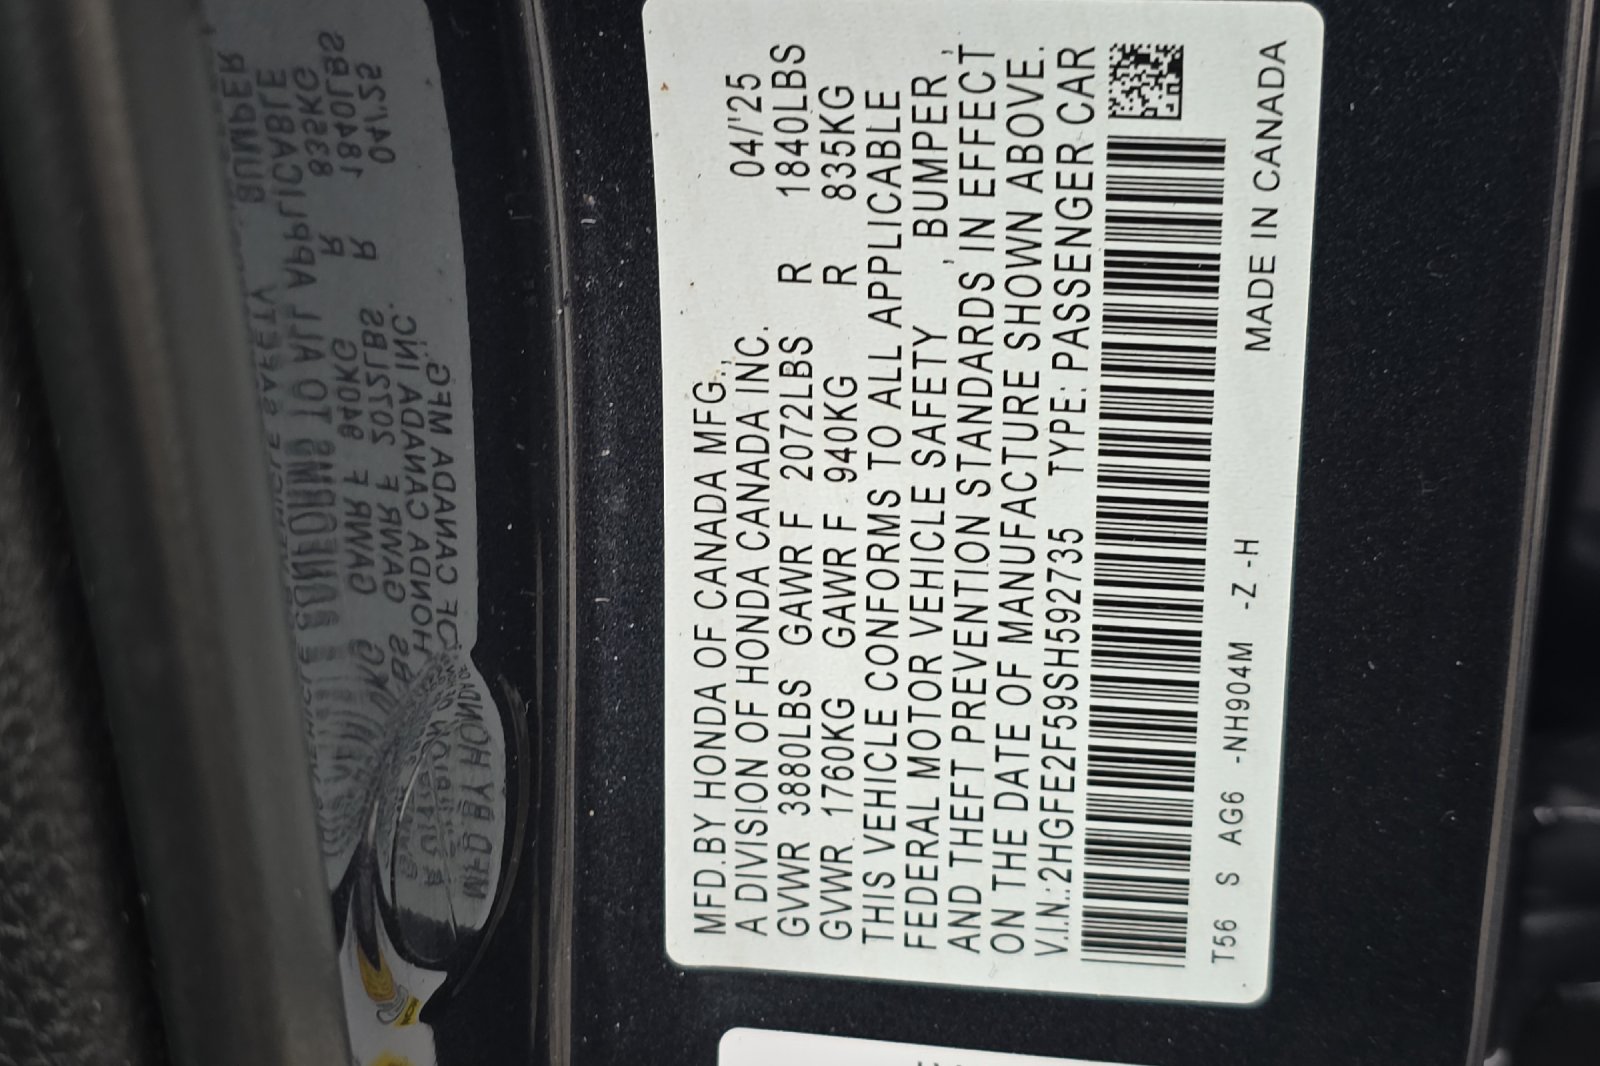 MFD.BY HONDA OF CANADA MFG.,
A DIVISION OF HONDA CANADA INC. 04/'25
GVWR 3880LBS GAWR F 2072LBS R 1840LBS
GVWR. 1760KG GAWR F 940KG R 835KG
THIS VEHICLE CONFORMS TO ALL APPLICABLE
FEDERAL MOTOR VEHICLE SAFETY , BUMPER ,
AND THEFT PREVENTION STANDARDS IN EFFECT
ON THE DATE OF MANUFACTURE SHOWN ABOVE.
V.I.N.:2HGFE2F59SH592735 TYPE: PASSENGER CAR
T56 S AG6 -NH904M -Z -H MADE IN CANADA